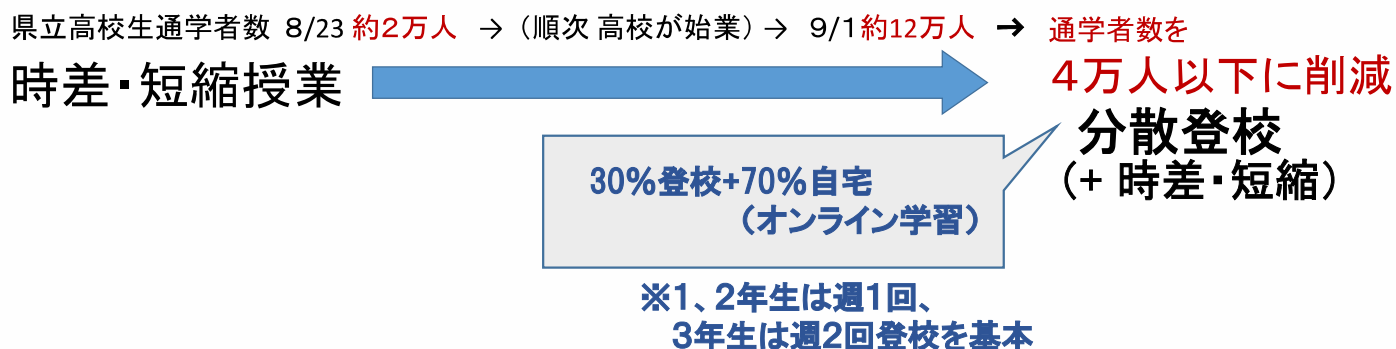 県立高校生通学者数 8/23 約２万人 → （順次 高校が始業）→ 9/1約12万人 → 通学者数を
時差・短縮授業
４万人以下に削減
分散登校
（+ 時差・短縮）
30％登校+70％自宅
（オンライン学習）
※１、２年生は週１回、
３年生は週２回登校を基本